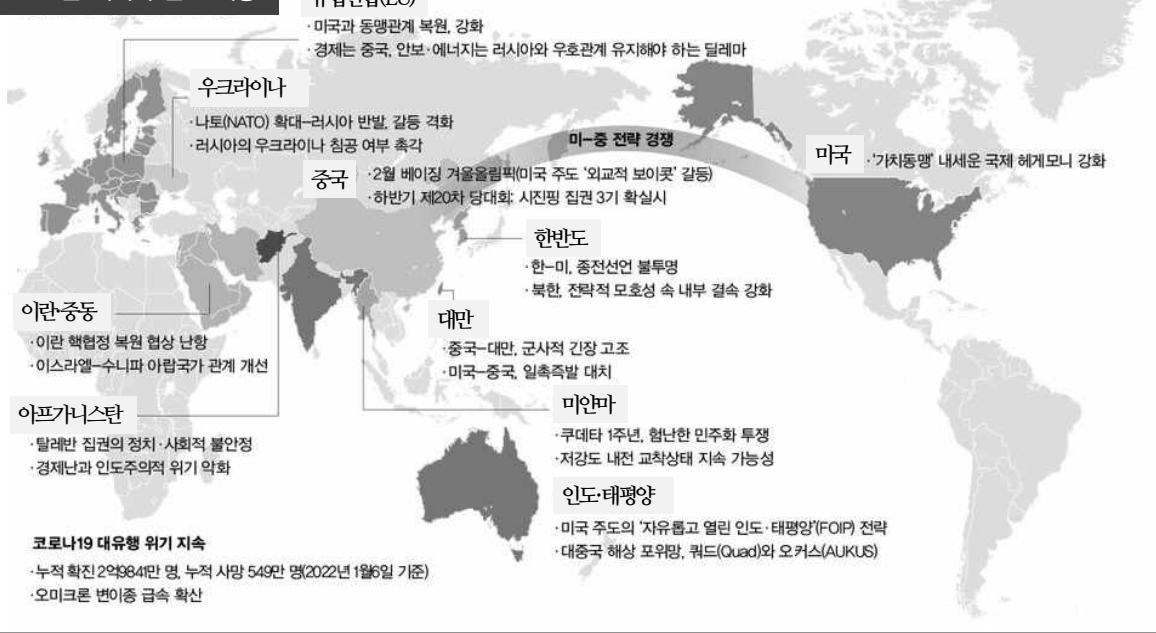 ·미국과 동맹관계 복원, 강화
·경제는 중국, 안보·에너지는 러시아와 우호관계 유지해야 하는 딜레마
우크라이나
·나토(NATO) 확대-러시아 반발, 갈등 격화
·러시아의 우크라이나 침공 여부 촉각
미-중 전략 경쟁
미국
·'가치동맹' 내세운 국제 헤게모니 강화
중국
·2월 베이징 겨울올림픽(미국 주도 '외교적 보이콧' 갈등)
·하반기 제20차 당대회: 시진핑 집권 3기 확실시
한반도
·한-미, 종전선언 불투명
·북한, 전략적 모호성 속 내부 결속 강화
이란·중동
·이란 핵협정 복원 협상 난항
·이스라엘-수니파 아랍국가 관계 개선
대만
·중국-대만, 군사적 긴장 고조
·미국-중국, 일촉즉발 대치
아프가니스탄
·탈레반 집권의 정치·사회적 불안정
·경제난과 인도주의적 위기 악화
미얀마
·쿠데타 1주년, 험난한 민주화 투쟁
·저강도 내전 교착상태 지속 가능성
인도·태평양
·미국 주도의 '자유롭고 열린 인도·태평양'(FOIP) 전략
·대중국 해상 포위망, 쿼드(Quad)와 오커스(AUKUS)
코로나19 대유행 위기 지속
·누적 확진 2억9841만 명, 누적 사망 549만 명(2022년 1월6일 기준)
·오미크론 변이종 급속 확산